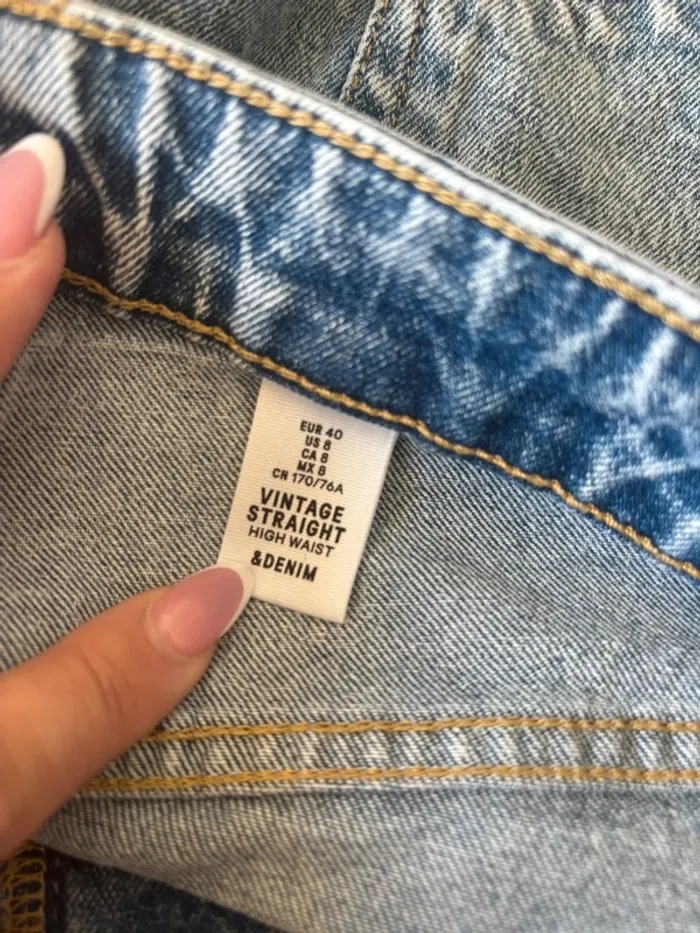 EUR 40
US 8
CA 8
MX 8
CN 170/76A
VINTAGE
STRAIGHT
HIGH WAIST
&DENIM